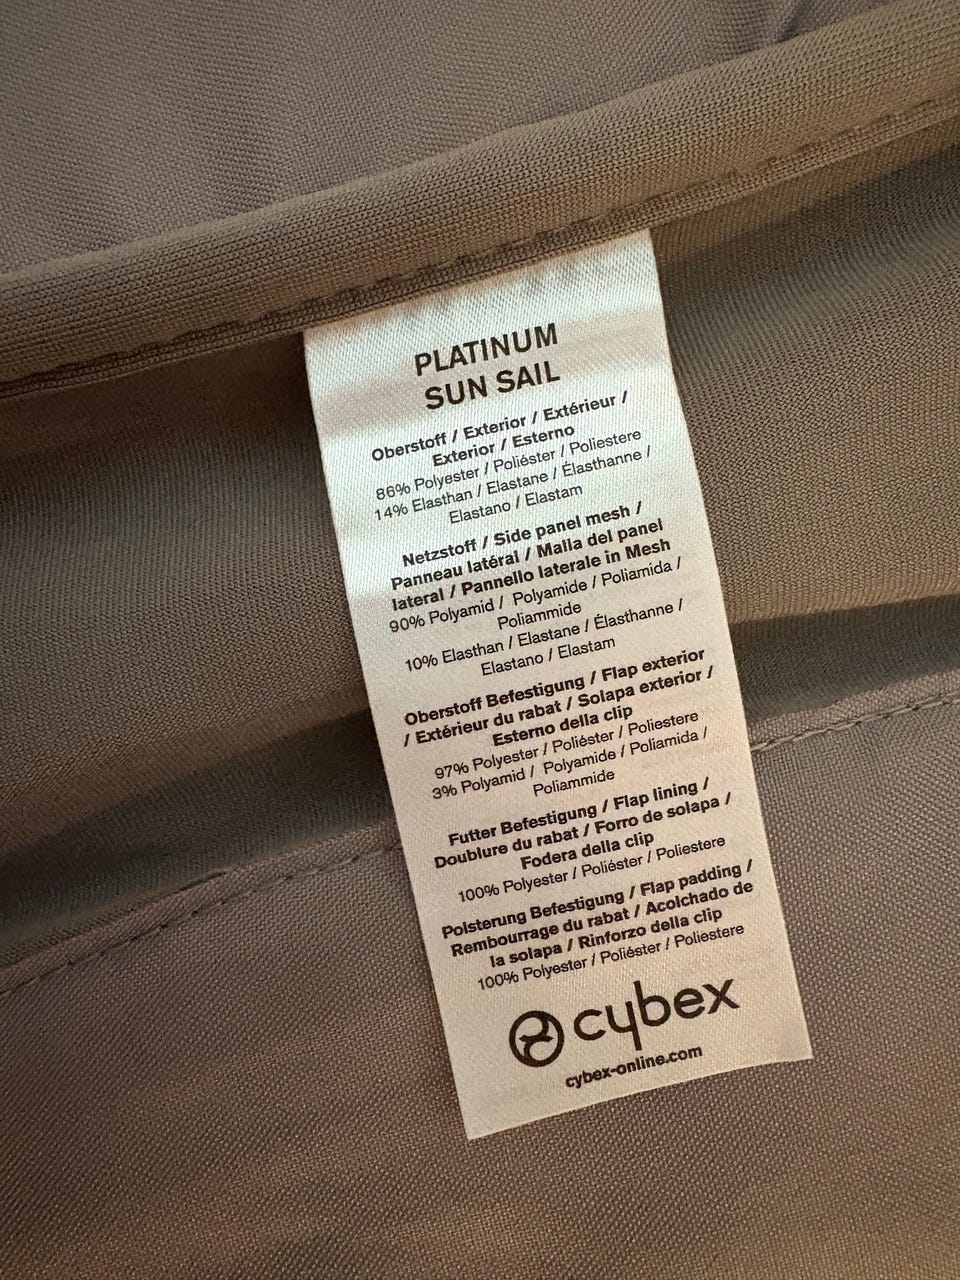 PLATINUM
SUN SAIL
Oberstoff / Exterior / Extérieur /
Exterior / Esterno
86% Polyester / Poliéster / Poliestere
14% Elasthan / Elastane / Élasthanne /
Elastano / Elastam
Netzstoff / Side panel mesh /
Panneau latéral / Malla del panel
lateral / Pannello laterale in Mesh
90% Polyamid / Polyamide / Poliamida /
Poliammide
10% Elasthan / Elastane / Élasthanne /
Elastano / Elastam
Oberstoff Befestigung / Flap exterior
/ Extérieur du rabat / Solapa exterior /
Esterno della clip
97% Polyester / Poliéster / Poliestere
3% Polyamid / Polyamide / Poliamida /
Poliammide
Futter Befestigung / Flap lining /
Doublure du rabat / Forro de solapa /
Fodera della clip
100% Polyester / Poliéster / Poliestere
Polsterung Befestigung / Flap padding /
Rembourrage du rabat / Acolchado de
la solapa / Rinforzo della clip
100% Polyester / Poliéster / Poliestere
cybex
cybex-online.com